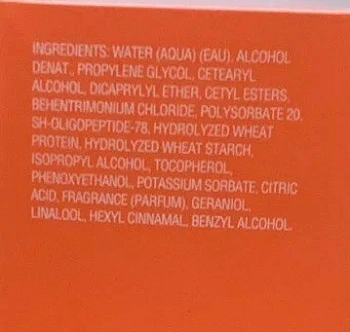 INGREDIENTS: WATER (AQUA) (EAU), ALCOHOL
DENAT., PROPYLENE GLYCOL, CETEARYL
ALCOHOL, DICAPRYLYL ETHER, CETYL ESTERS,
BEHENTRIMONIUM CHLORIDE, POLYSORBATE 20,
SH-OLIGOPEPTIDE-78, HYDROLYZED WHEAT
PROTEIN, HYDROLYZED WHEAT STARCH,
ISOPROPYL ALCOHOL, TOCOPHEROL,
PHENOXYETHANOL, POTASSIUM SORBATE, CITRIC
ACID, FRAGRANCE (PARFUM), GERANIOL,
LINALOOL, HEXYL CINNAMAL, BENZYL ALCOHOL.